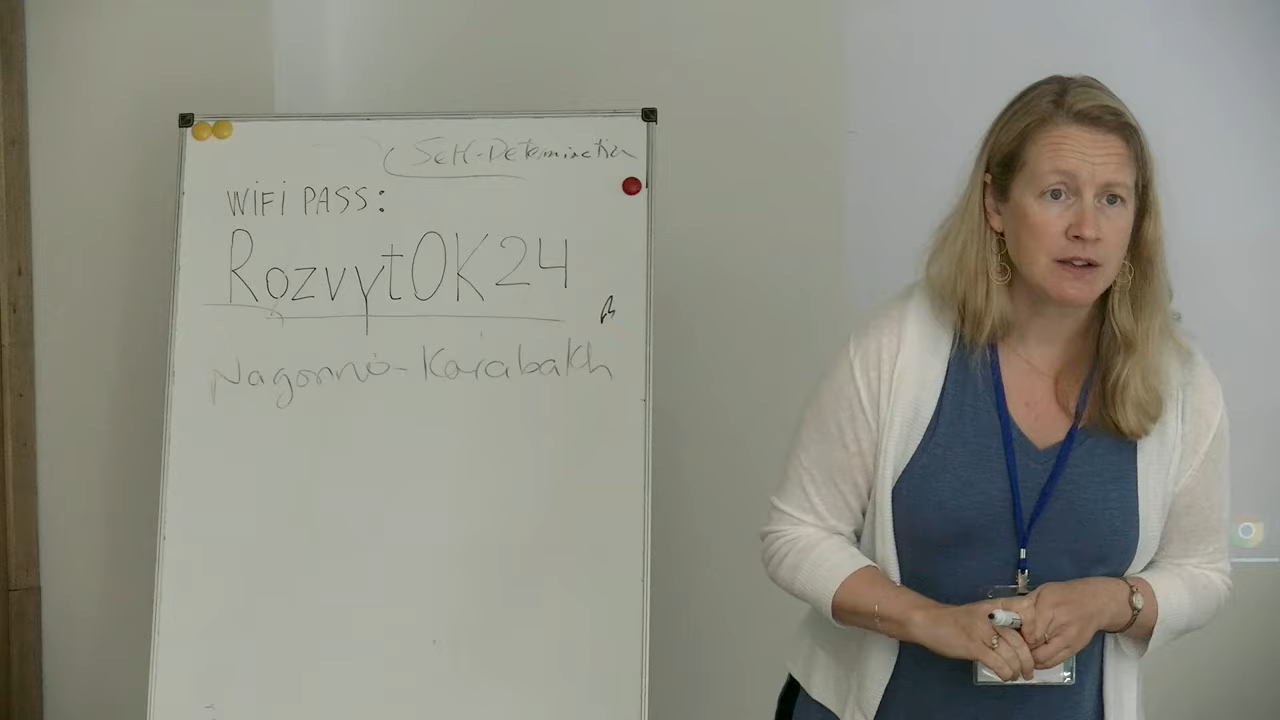 Self-Determination
WiFi PASS:
RozvytOK24
Nagorno-Karabakh